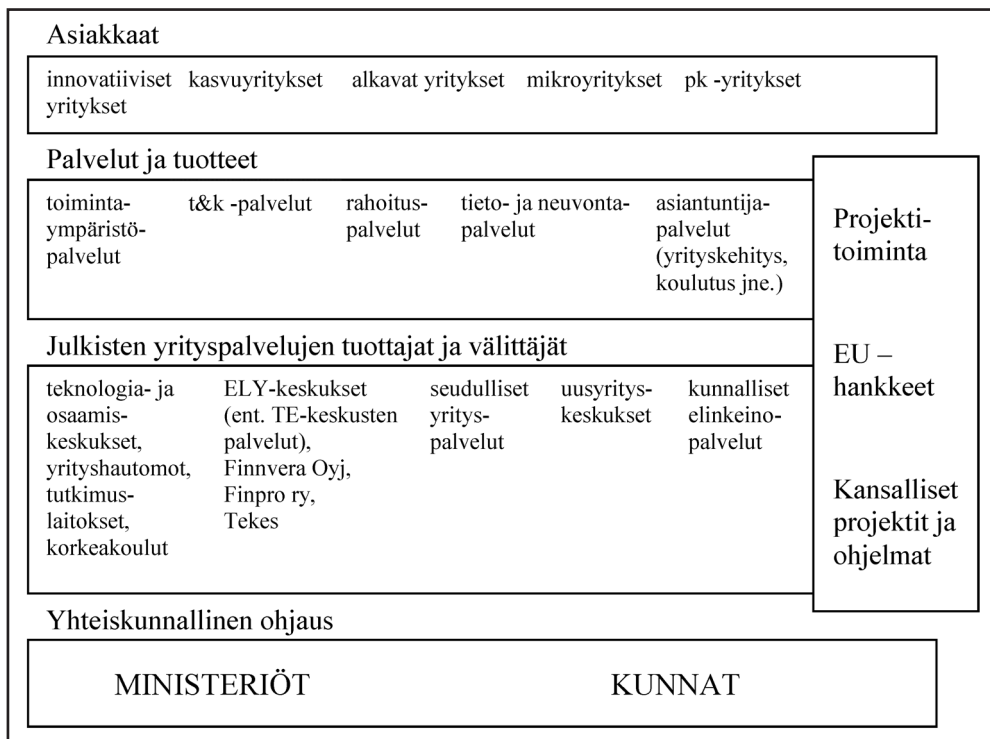 Asiakkaat
innovatiiviset yritykset
kasvuyritykset
alkavat yritykset
mikroyritykset
pk -yritykset
Palvelut ja tuotteet
toiminta-
ympäristö-
palvelut
t&k -palvelut
rahoitus-
palvelut
tieto- ja neuvonta-
palvelut
asiantuntija-
palvelut
(yrityskehitys,
koulutus jne.)
Julkisten yrityspalvelujen tuottajat ja välittäjät
teknologia- ja
osaamis-
keskukset,
yrityshautomot,
tutkimus-
laitokset,
korkeakoulut
ELY-keskukset
(ent. TE-keskusten
palvelut),
Finnvera Oyj,
Finpro ry,
Tekes
seudulliset
yritys-
palvelut
uusyritys-
keskukset
kunnalliset
elinkeino-
palvelut
Projekti-
toiminta
EU –
hankkeet
Kansalliset
projektit ja
ohjelmat
Yhteiskunnallinen ohjaus
MINISTERIÖT
KUNNAT